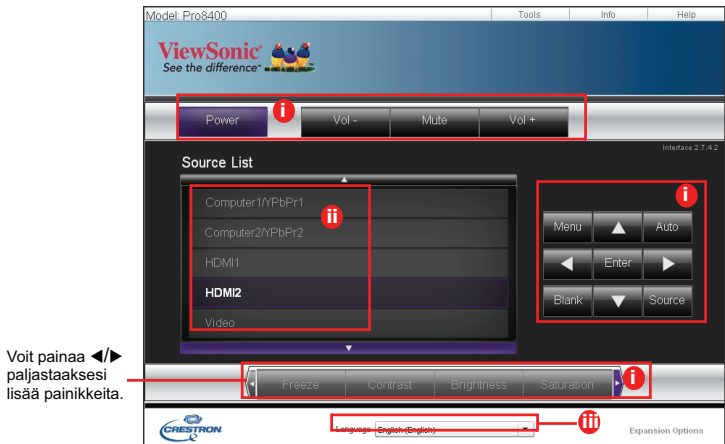 Model: Pro8400
Tools Info Help
ViewSonic®
See the difference™
Power Vol - Mute Vol +
i
Interface 2.7.4.2
Source List
Computer1/YPbPr1
Computer2/YPbPr2
HDMI1
HDMI2
Video
ii
i
Menu ▲ Auto
◀ Enter ▶
Blank ▼ Source
Voit painaa ◀/▶
paljastaaksesi
lisää painikkeita.
Freeze Contrast Brightness Saturation
i
CRESTRON
Language English (English)
iii
Expansion Options